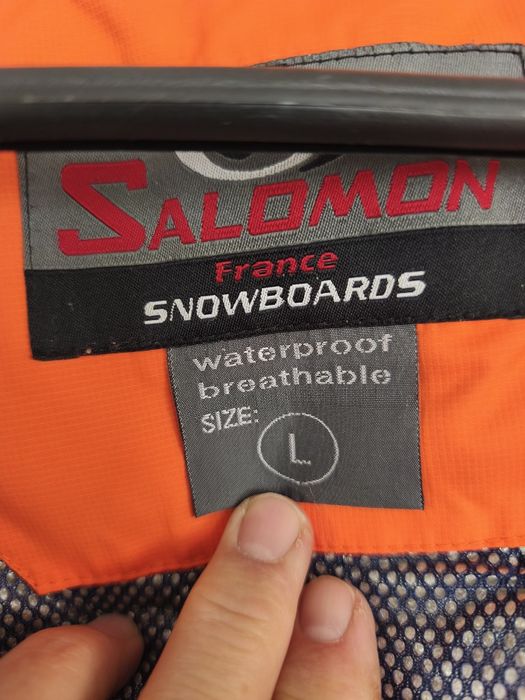 SALOMON
France
SNOWBOARDS
waterproof
breathable
SIZE:
L